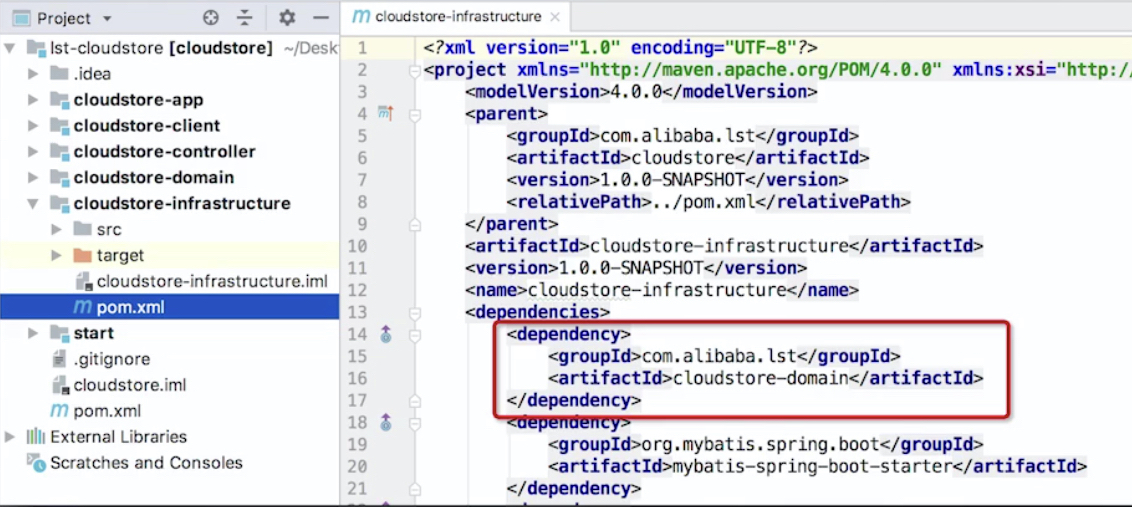 Project
cloudstore-infrastructure
lst-cloudstore [cloudstore] ~/Desk
.idea
cloudstore-app
cloudstore-client
cloudstore-controller
cloudstore-domain
cloudstore-infrastructure
src
target
cloudstore-infrastructure.iml
pom.xml
start
.gitignore
cloudstore.iml
pom.xml
External Libraries
Scratches and Consoles
1 <?xml version="1.0" encoding="UTF-8"?>
2 <project xmlns="http://maven.apache.org/POM/4.0.0" xmlns:xsi="http:/
3 <modelVersion>4.0.0</modelVersion>
4 <parent>
5 <groupId>com.alibaba.lst</groupId>
6 <artifactId>cloudstore</artifactId>
7 <version>1.0.0-SNAPSHOT</version>
8 <relativePath>../pom.xml</relativePath>
9 </parent>
10 <artifactId>cloudstore-infrastructure</artifactId>
11 <version>1.0.0-SNAPSHOT</version>
12 <name>cloudstore-infrastructure</name>
13 <dependencies>
14 <dependency>
15 <groupId>com.alibaba.lst</groupId>
16 <artifactId>cloudstore-domain</artifactId>
17 </dependency>
18 <dependency>
19 <groupId>org.mybatis.spring.boot</groupId>
20 <artifactId>mybatis-spring-boot-starter</artifactId>
21 </dependency>